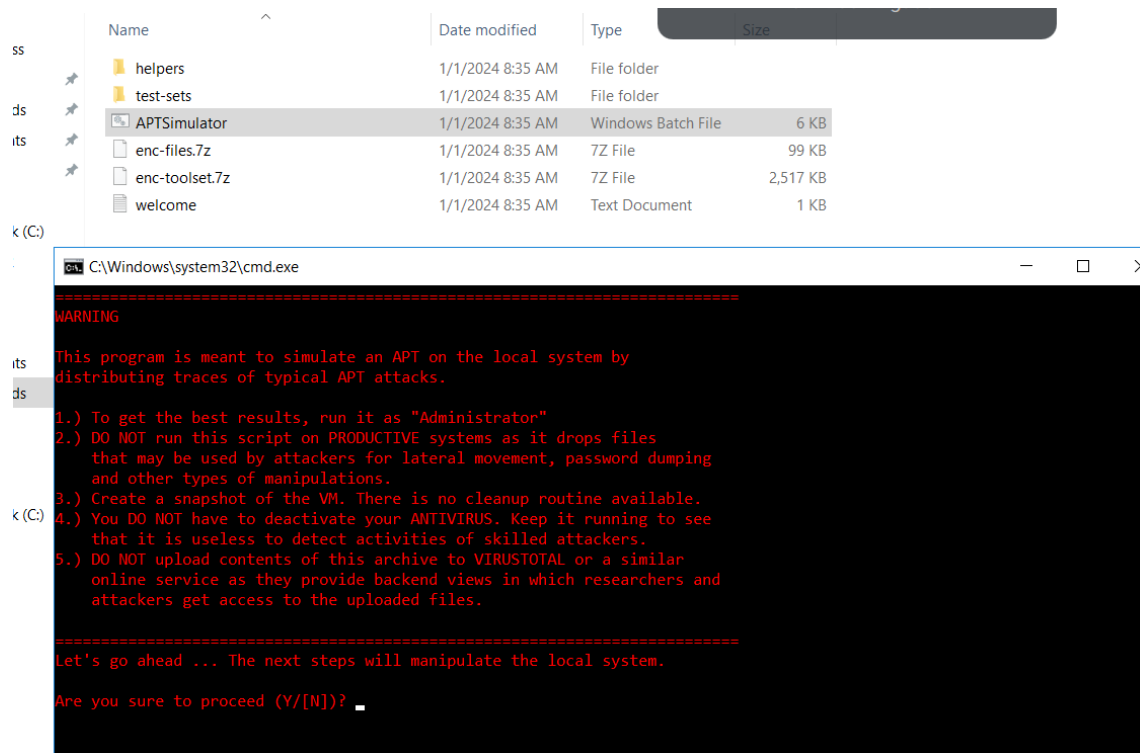 Name Date modified Type Size
ss
helpers 1/1/2024 8:35 AM File folder
ds test-sets 1/1/2024 8:35 AM File folder
APTSimulator 1/1/2024 8:35 AM Windows Batch File 6 KB
its enc-files.7z 1/1/2024 8:35 AM 7Z File 99 KB
enc-toolset.7z 1/1/2024 8:35 AM 7Z File 2,517 KB
welcome 1/1/2024 8:35 AM Text Document 1 KB
k (C:)
C:\Windows\system32\cmd.exe
WARNING
This program is meant to simulate an APT on the local system by
distributing traces of typical APT attacks.
1.) To get the best results, run it as "Administrator"
2.) DO NOT run this script on PRODUCTIVE systems as it drops files
that may be used by attackers for lateral movement, password dumping
and other types of manipulations.
3.) Create a snapshot of the VM. There is no cleanup routine available.
4.) You DO NOT have to deactivate your ANTIVIRUS. Keep it running to see
that it is useless to detect activities of skilled attackers.
5.) DO NOT upload contents of this archive to VIRUSTOTAL or a similar
online service as they provide backend views in which researchers and
attackers get access to the uploaded files.
Let's go ahead ... The next steps will manipulate the local system.
Are you sure to proceed (Y/[N])?
nts
ds
k (C:)